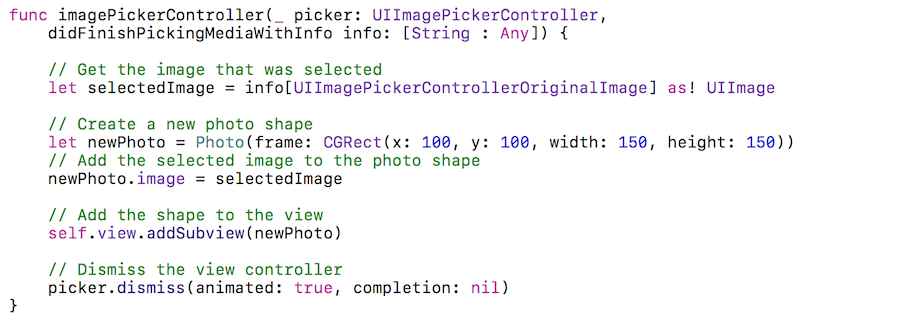 func imagePickerController(_ picker: UIImagePickerController,
    didFinishPickingMediaWithInfo info: [String : Any]) {

    // Get the image that was selected
    let selectedImage = info[UIImagePickerControllerOriginalImage] as! UIImage

    // Create a new photo shape
    let newPhoto = Photo(frame: CGRect(x: 100, y: 100, width: 150, height: 150))
    // Add the selected image to the photo shape
    newPhoto.image = selectedImage

    // Add the shape to the view
    self.view.addSubview(newPhoto)

    // Dismiss the view controller
    picker.dismiss(animated: true, completion: nil)
}